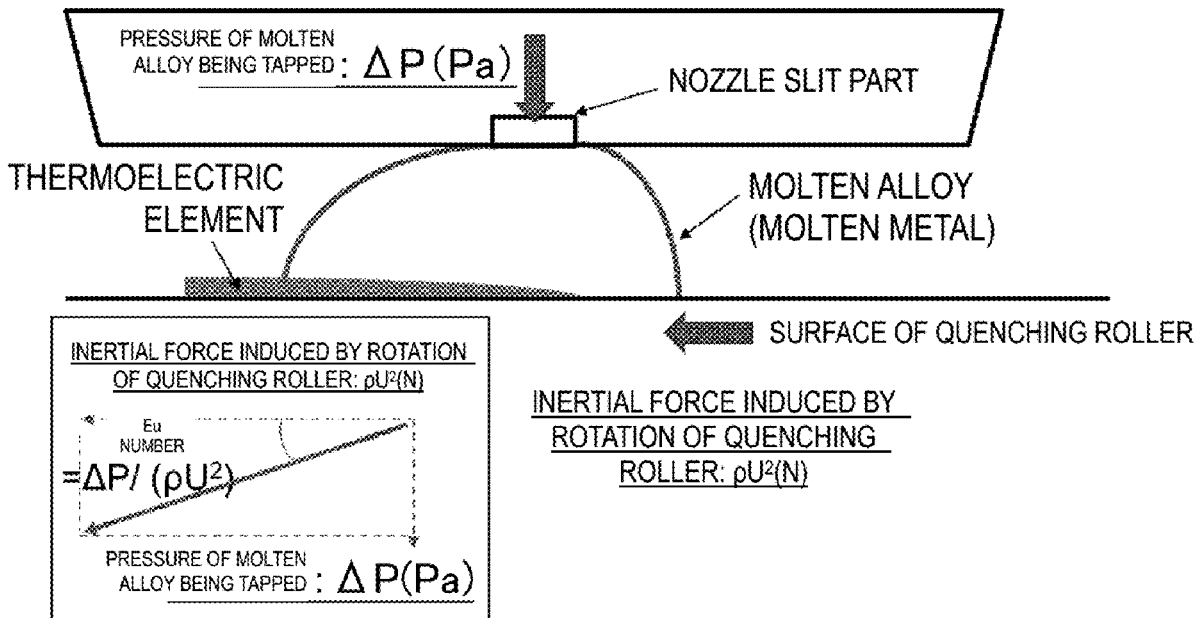 PRESSURE OF MOLTEN
ALLOY BEING TAPPED : ΔP(Pa)
NOZZLE SLIT PART
THERMOELECTRIC
ELEMENT
MOLTEN ALLOY
(MOLTEN METAL)
SURFACE OF QUENCHING ROLLER
INERTIAL FORCE INDUCED BY ROTATION
OF QUENCHING ROLLER: ρU²(N)
Eu
NUMBER
=ΔP/(ρU²)
PRESSURE OF MOLTEN
ALLOY BEING TAPPED : ΔP(Pa)
INERTIAL FORCE INDUCED BY
ROTATION OF QUENCHING
ROLLER: ρU²(N)